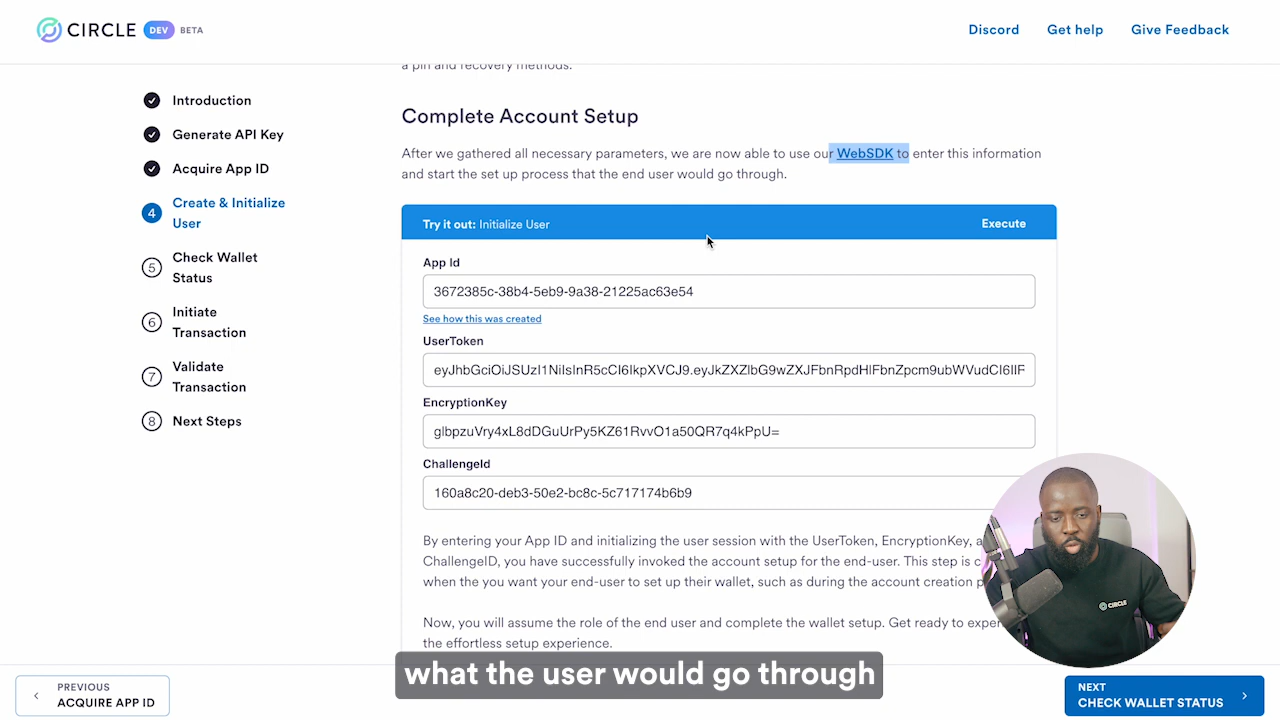 CIRCLE DEV BETA
Discord
Get help
Give Feedback
a pin and recovery methods.
Introduction
Generate API Key
Acquire App ID
4 Create & Initialize
User
5 Check Wallet
Status
6 Initiate
Transaction
7 Validate
Transaction
8 Next Steps
Complete Account Setup
After we gathered all necessary parameters, we are now able to use our WebSDK to enter this information
and start the set up process that the end user would go through.
Try it out: Initialize User
Execute
App Id
3672385c-38b4-5eb9-9a38-21225ac63e54
See how this was created
UserToken
eyJhbGciOiJSUzI1NiIsInR5cCI6IkpXVCJ9.eyJkZXZlbG9wZXJFbnRpdHlFbnZpcm9ubWVudCI6IlF
EncryptionKey
glbpzuVry4xL8dDGuUrPy5KZ61RvvO1a50QR7q4kPpU=
ChallengeId
160a8c20-deb3-50e2-bc8c-5c717174b6b9
By entering your App ID and initializing the user session with the UserToken, EncryptionKey, a
ChallengeID, you have successfully invoked the account setup for the end-user. This step is c
when the you want your end-user to set up their wallet, such as during the account creation p
Now, you will assume the role of the end user and complete the wallet setup. Get ready to exper
the effortless setup experience.
CIRCLE
what the user would go through
PREVIOUS
ACQUIRE APP ID
NEXT
CHECK WALLET STATUS